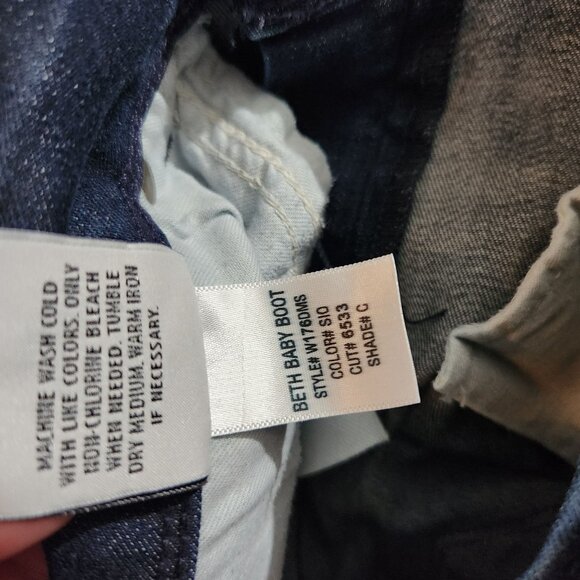 MACHINE WASH COLD
WITH LIKE COLORS. ONLY
NON-CHLORINE BLEACH
WHEN NEEDED. TUMBLE
DRY MEDIUM. WARM IRON
IF NECESSARY.
BETH BABY BOOT
STYLE# W1760MS
COLOR# SIO
CUT# 6533
SHADE# C